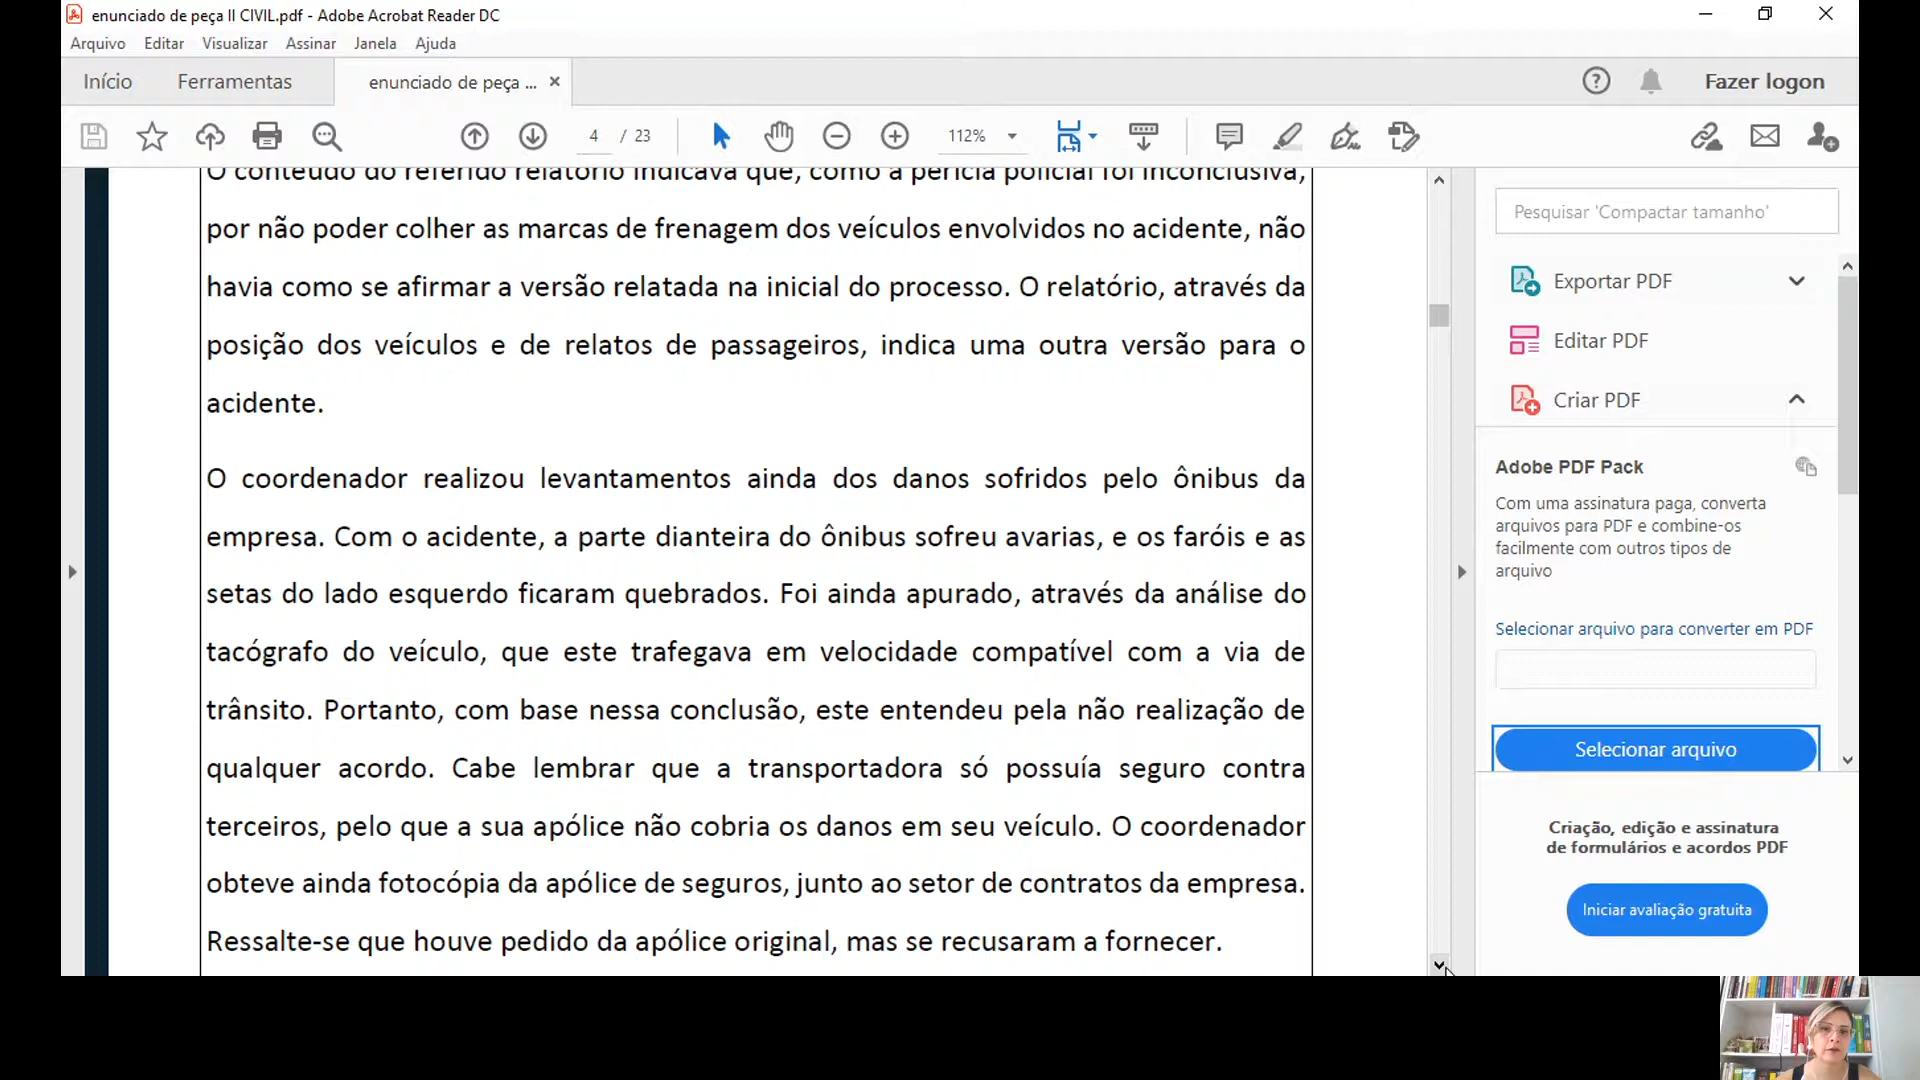 enunciado de peça II CIVIL.pdf - Adobe Acrobat Reader DC
Arquivo Editar Visualizar Assinar Janela Ajuda
Início Ferramentas enunciado de peça ... × Fazer logon
4 / 23 112%
O conteúdo do referido relatório indicava que, como a perícia policial foi inconclusiva,
por não poder colher as marcas de frenagem dos veículos envolvidos no acidente, não
havia como se afirmar a versão relatada na inicial do processo. O relatório, através da
posição dos veículos e de relatos de passageiros, indica uma outra versão para o
acidente.
O coordenador realizou levantamentos ainda dos danos sofridos pelo ônibus da
empresa. Com o acidente, a parte dianteira do ônibus sofreu avarias, e os faróis e as
setas do lado esquerdo ficaram quebrados. Foi ainda apurado, através da análise do
tacógrafo do veículo, que este trafegava em velocidade compatível com a via de
trânsito. Portanto, com base nessa conclusão, este entendeu pela não realização de
qualquer acordo. Cabe lembrar que a transportadora só possuía seguro contra
terceiros, pelo que a sua apólice não cobria os danos em seu veículo. O coordenador
obteve ainda fotocópia da apólice de seguros, junto ao setor de contratos da empresa.
Ressalte-se que houve pedido da apólice original, mas se recusaram a fornecer.
Pesquisar 'Compactar tamanho'
Exportar PDF
Editar PDF
Criar PDF
Adobe PDF Pack
Com uma assinatura paga, converta
arquivos para PDF e combine-os
facilmente com outros tipos de
arquivo
Selecionar arquivo para converter em PDF
Selecionar arquivo
Criação, edição e assinatura
de formulários e acordos PDF
Iniciar avaliação gratuita